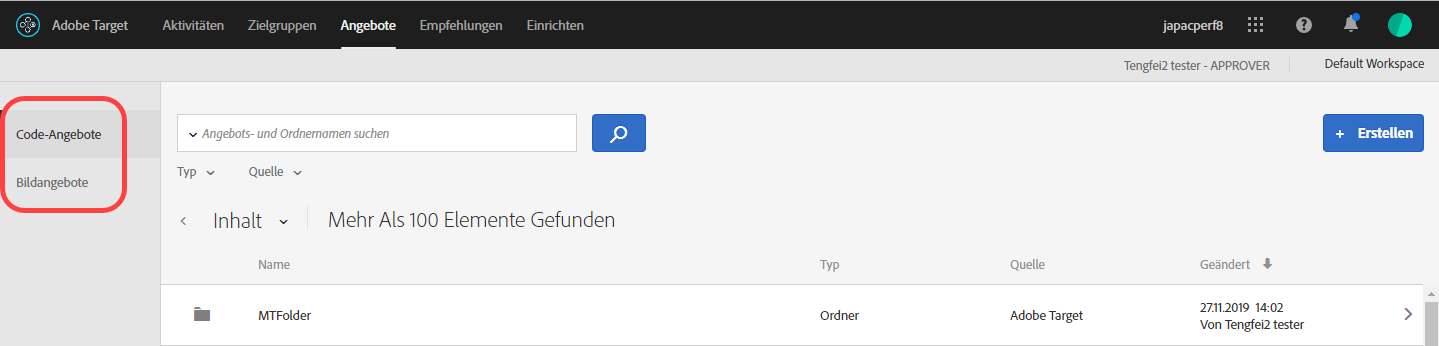 Adobe Target Aktivitäten Zielgruppen Angebote Empfehlungen Einrichten japacperf8
Tengfei2 tester - APPROVER Default Workspace
Code-Angebote
Bildangebote
Angebots- und Ordnernamen suchen
+ Erstellen
Typ Quelle
Inhalt Mehr Als 100 Elemente Gefunden
Name Typ Quelle Geändert
MTFolder Ordner Adobe Target 27.11.2019 14:02
Von Tengfei2 tester